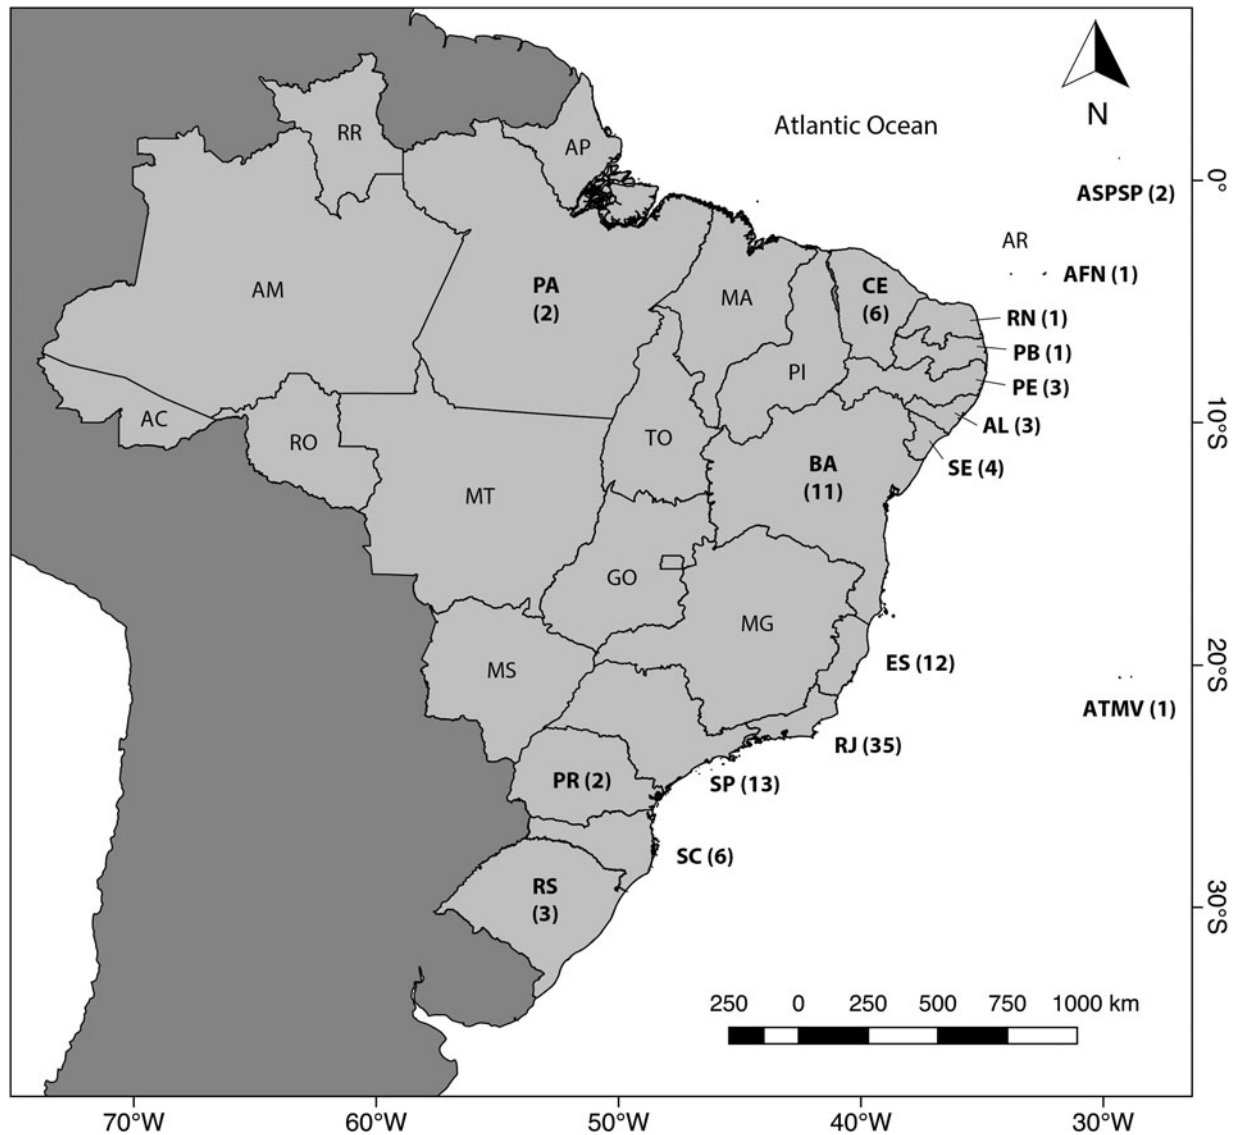 N
Atlantic Ocean
RR
AP
0°
ASPSP (2)
AR
AFN (1)
AM
PA
(2)
MA
CE
(6)
RN (1)
PB (1)
PI
PE (3)
AC
RO
TO
AL (3)
10°S
BA
(11)
SE (4)
MT
GO
MG
MS
ES (12)
20°S
ATMV (1)
RJ (35)
PR (2)
SP (13)
SC (6)
RS
(3)
30°S
250 0 250 500 750 1000 km
70°W 60°W 50°W 40°W 30°W